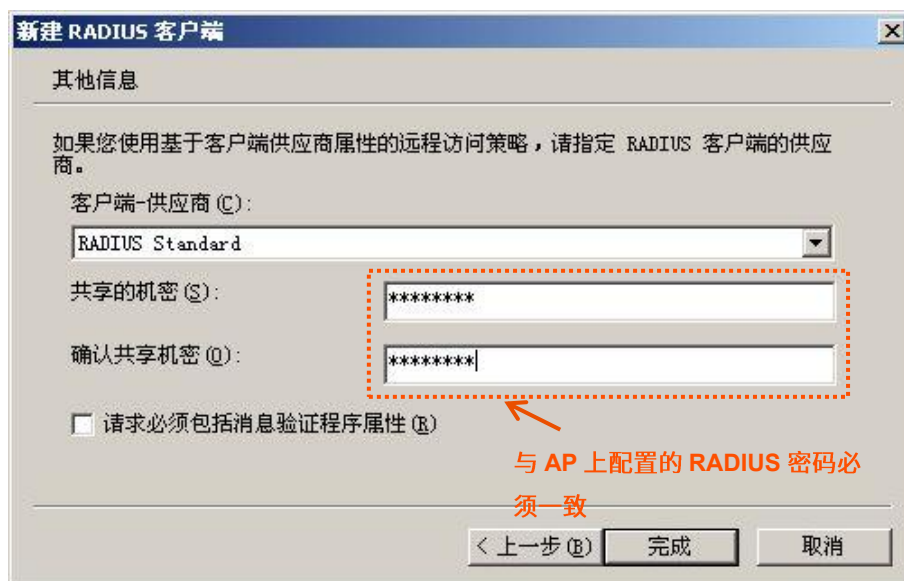 新建 RADIUS 客户端
其他信息
如果您使用基于客户端供应商属性的远程访问策略，请指定 RADIUS 客户端的供应
商。
客户端-供应商(C):
RADIUS Standard
共享的机密(S):
********
确认共享机密(O):
********
请求必须包括消息验证程序属性(R)
与 AP 上配置的 RADIUS 密码必
须一致
< 上一步(B)
完成
取消